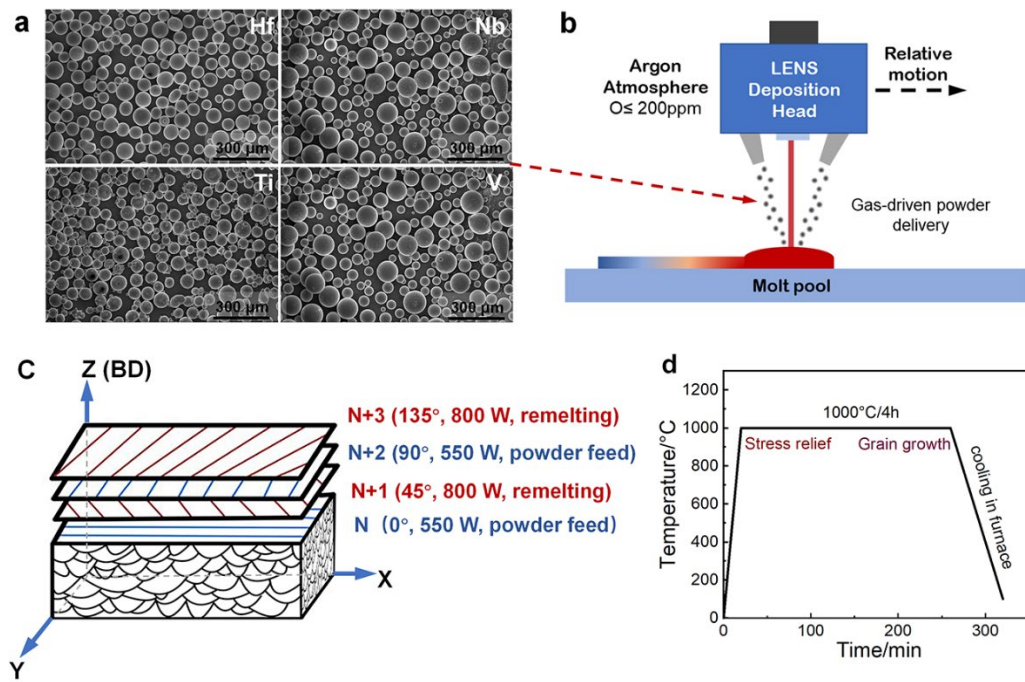 a
Hf
300 μm
Nb
300 μm
Ti
300 μm
V
300 μm
b
Argon
Atmosphere
O≤ 200ppm
LENS
Deposition
Head
Relative
motion
Gas-driven powder
delivery
Molt pool
C
Z (BD)
N+3 (135°, 800 W, remelting)
N+2 (90°, 550 W, powder feed)
N+1 (45°, 800 W, remelting)
N (0°, 550 W, powder feed)
X
Y
d
Temperature/°C
1200
1000
800
600
400
200
0
1000°C/4h
Stress relief
Grain growth
cooling in furnace
0
100
200
300
Time/min